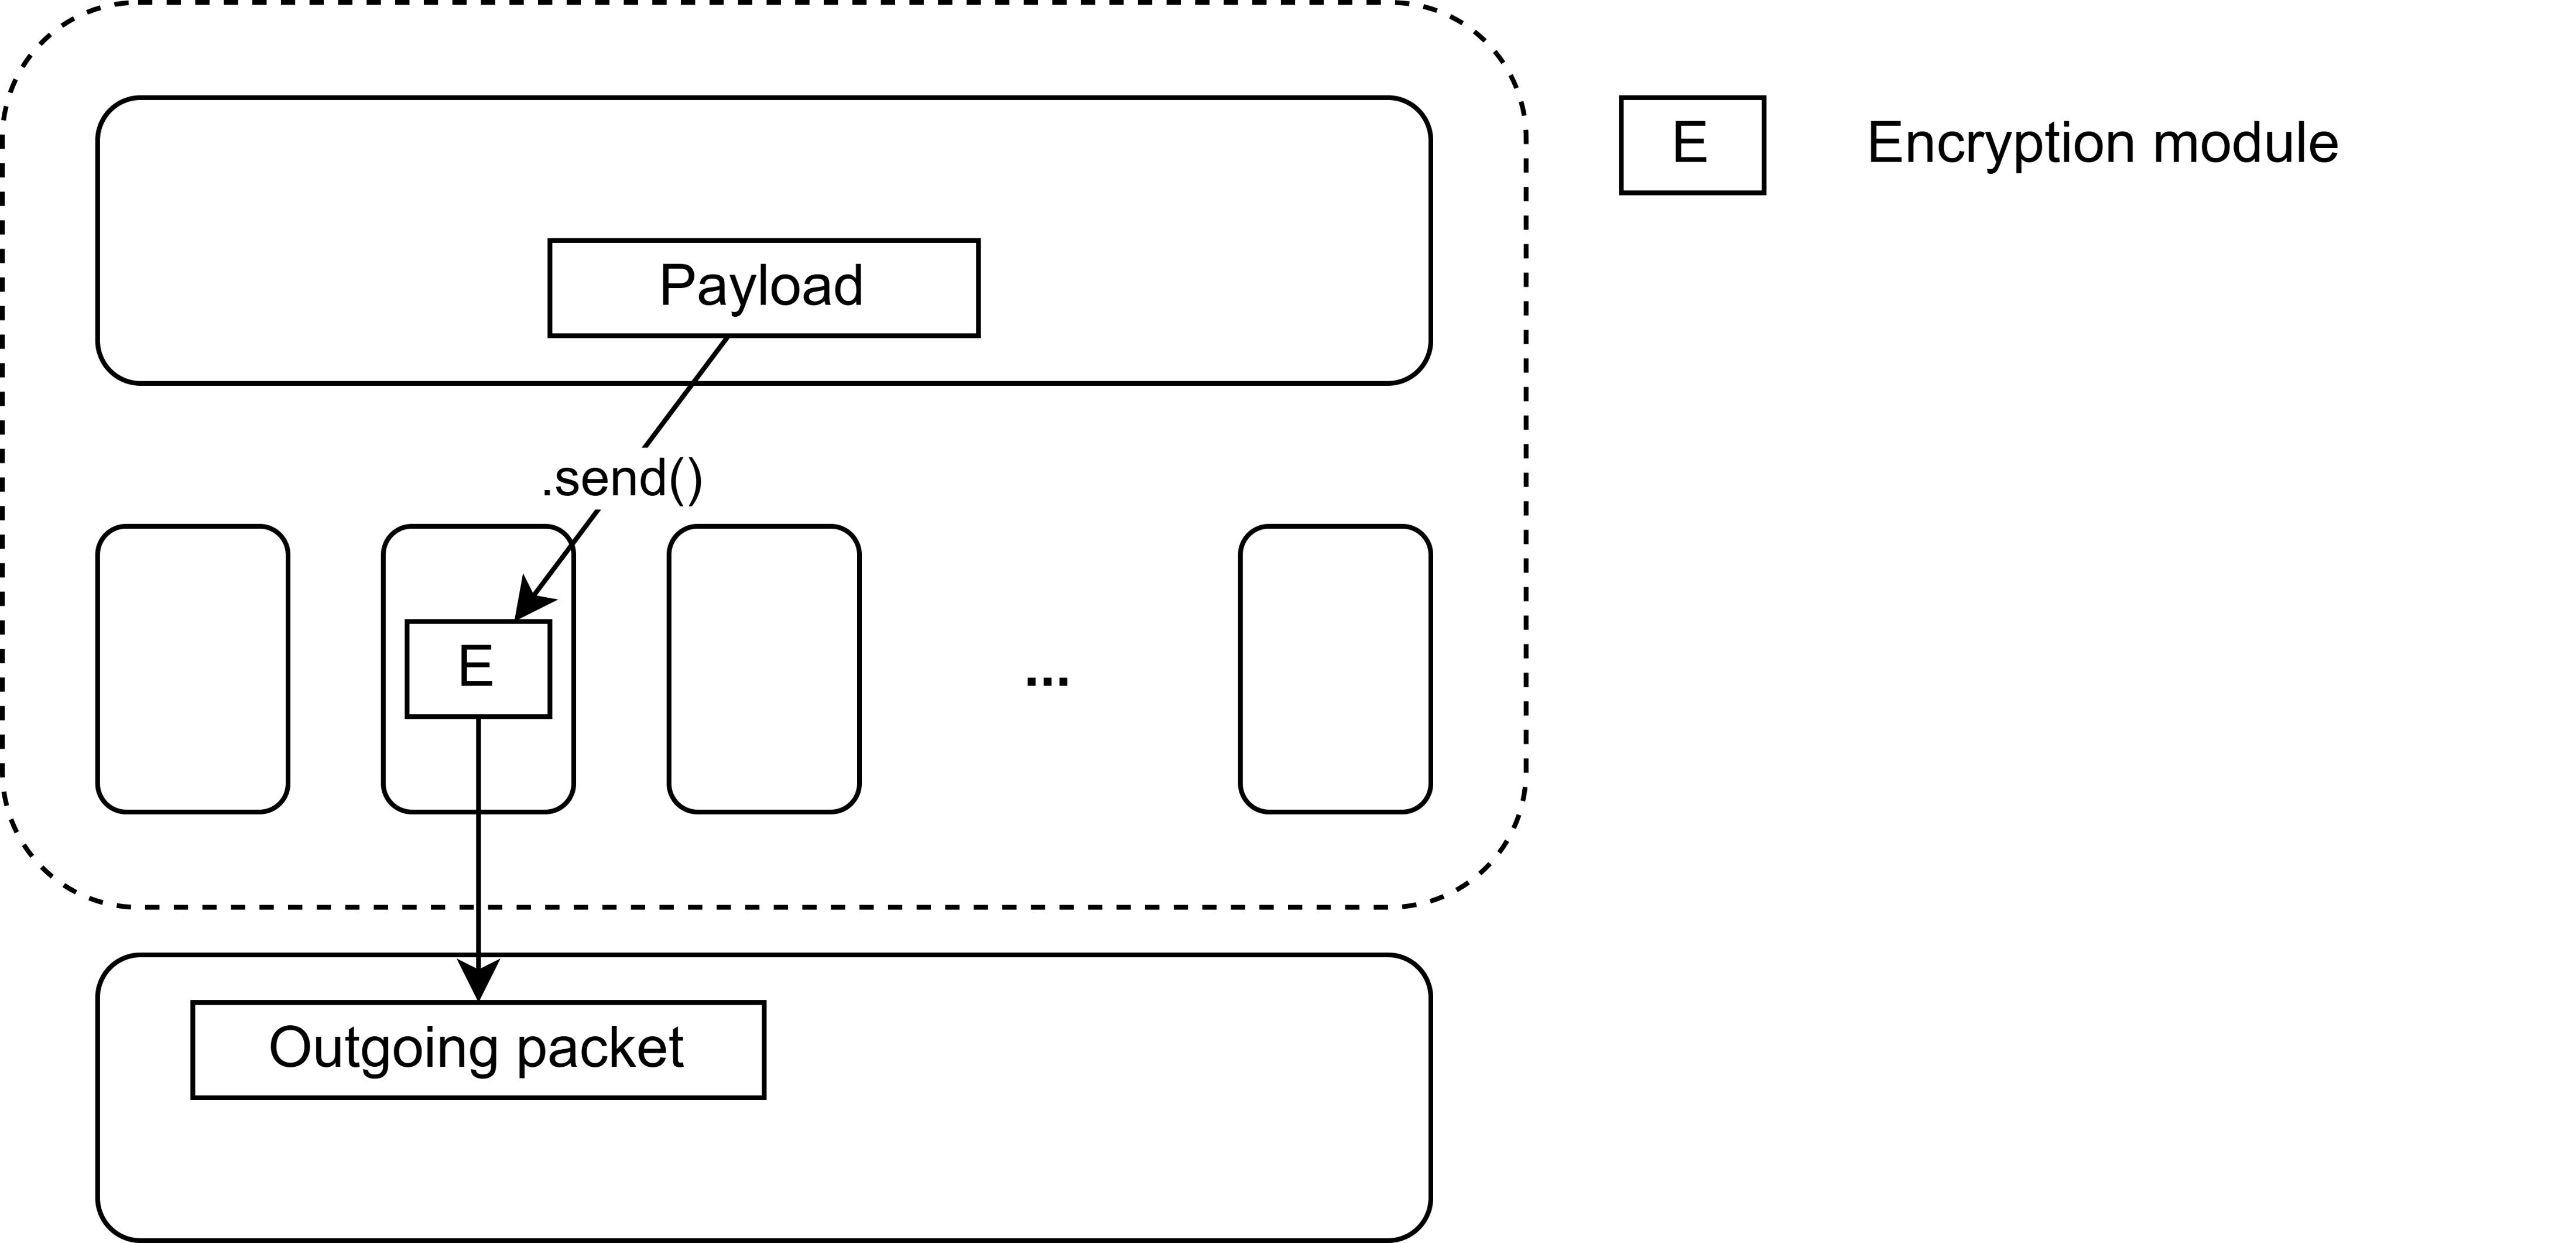 E
Encryption module
Payload
.send()
E
...
Outgoing packet